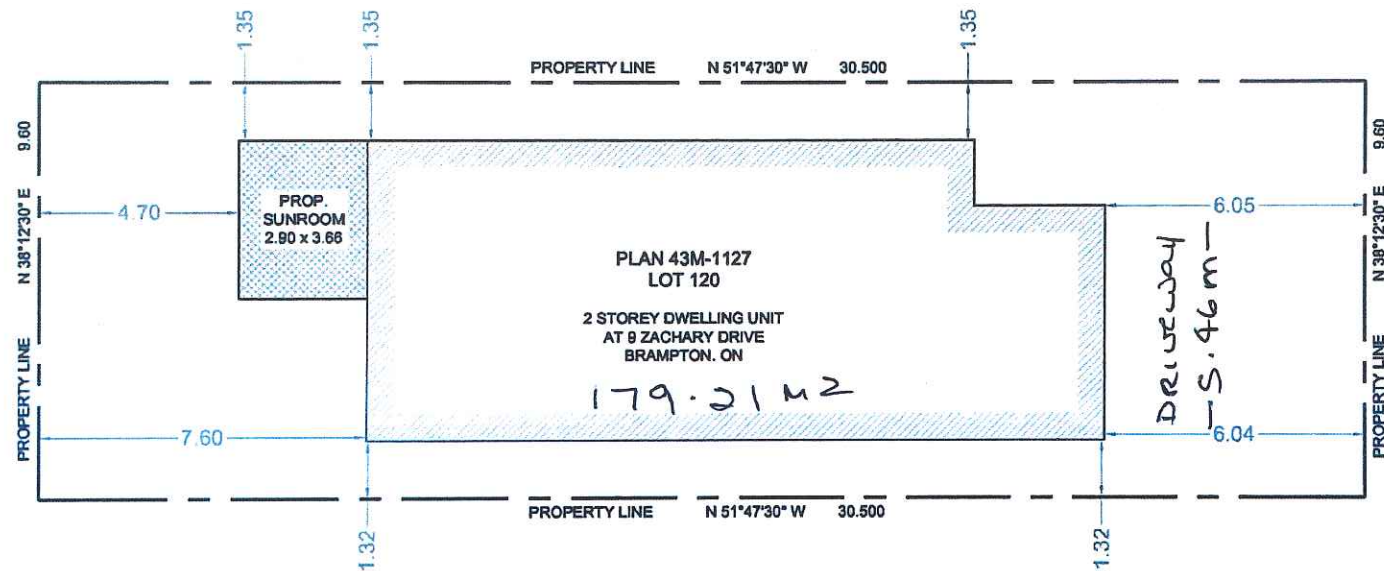 1.35
1.35
1.35
PROPERTY LINE N 51°47'30" W 30.500
9.60
N 38°12'30" E
PROPERTY LINE
9.60
N 38°12'30" E
PROPERTY LINE
4.70
PROP.
SUNROOM
2.90 x 3.66
6.05
PLAN 43M-1127
LOT 120
2 STOREY DWELLING UNIT
AT 9 ZACHARY DRIVE
BRAMPTON. ON
179.21 M2
DRIVEWAY
-5.46m-
7.60
6.04
PROPERTY LINE N 51°47'30" W 30.500
1.32
1.32